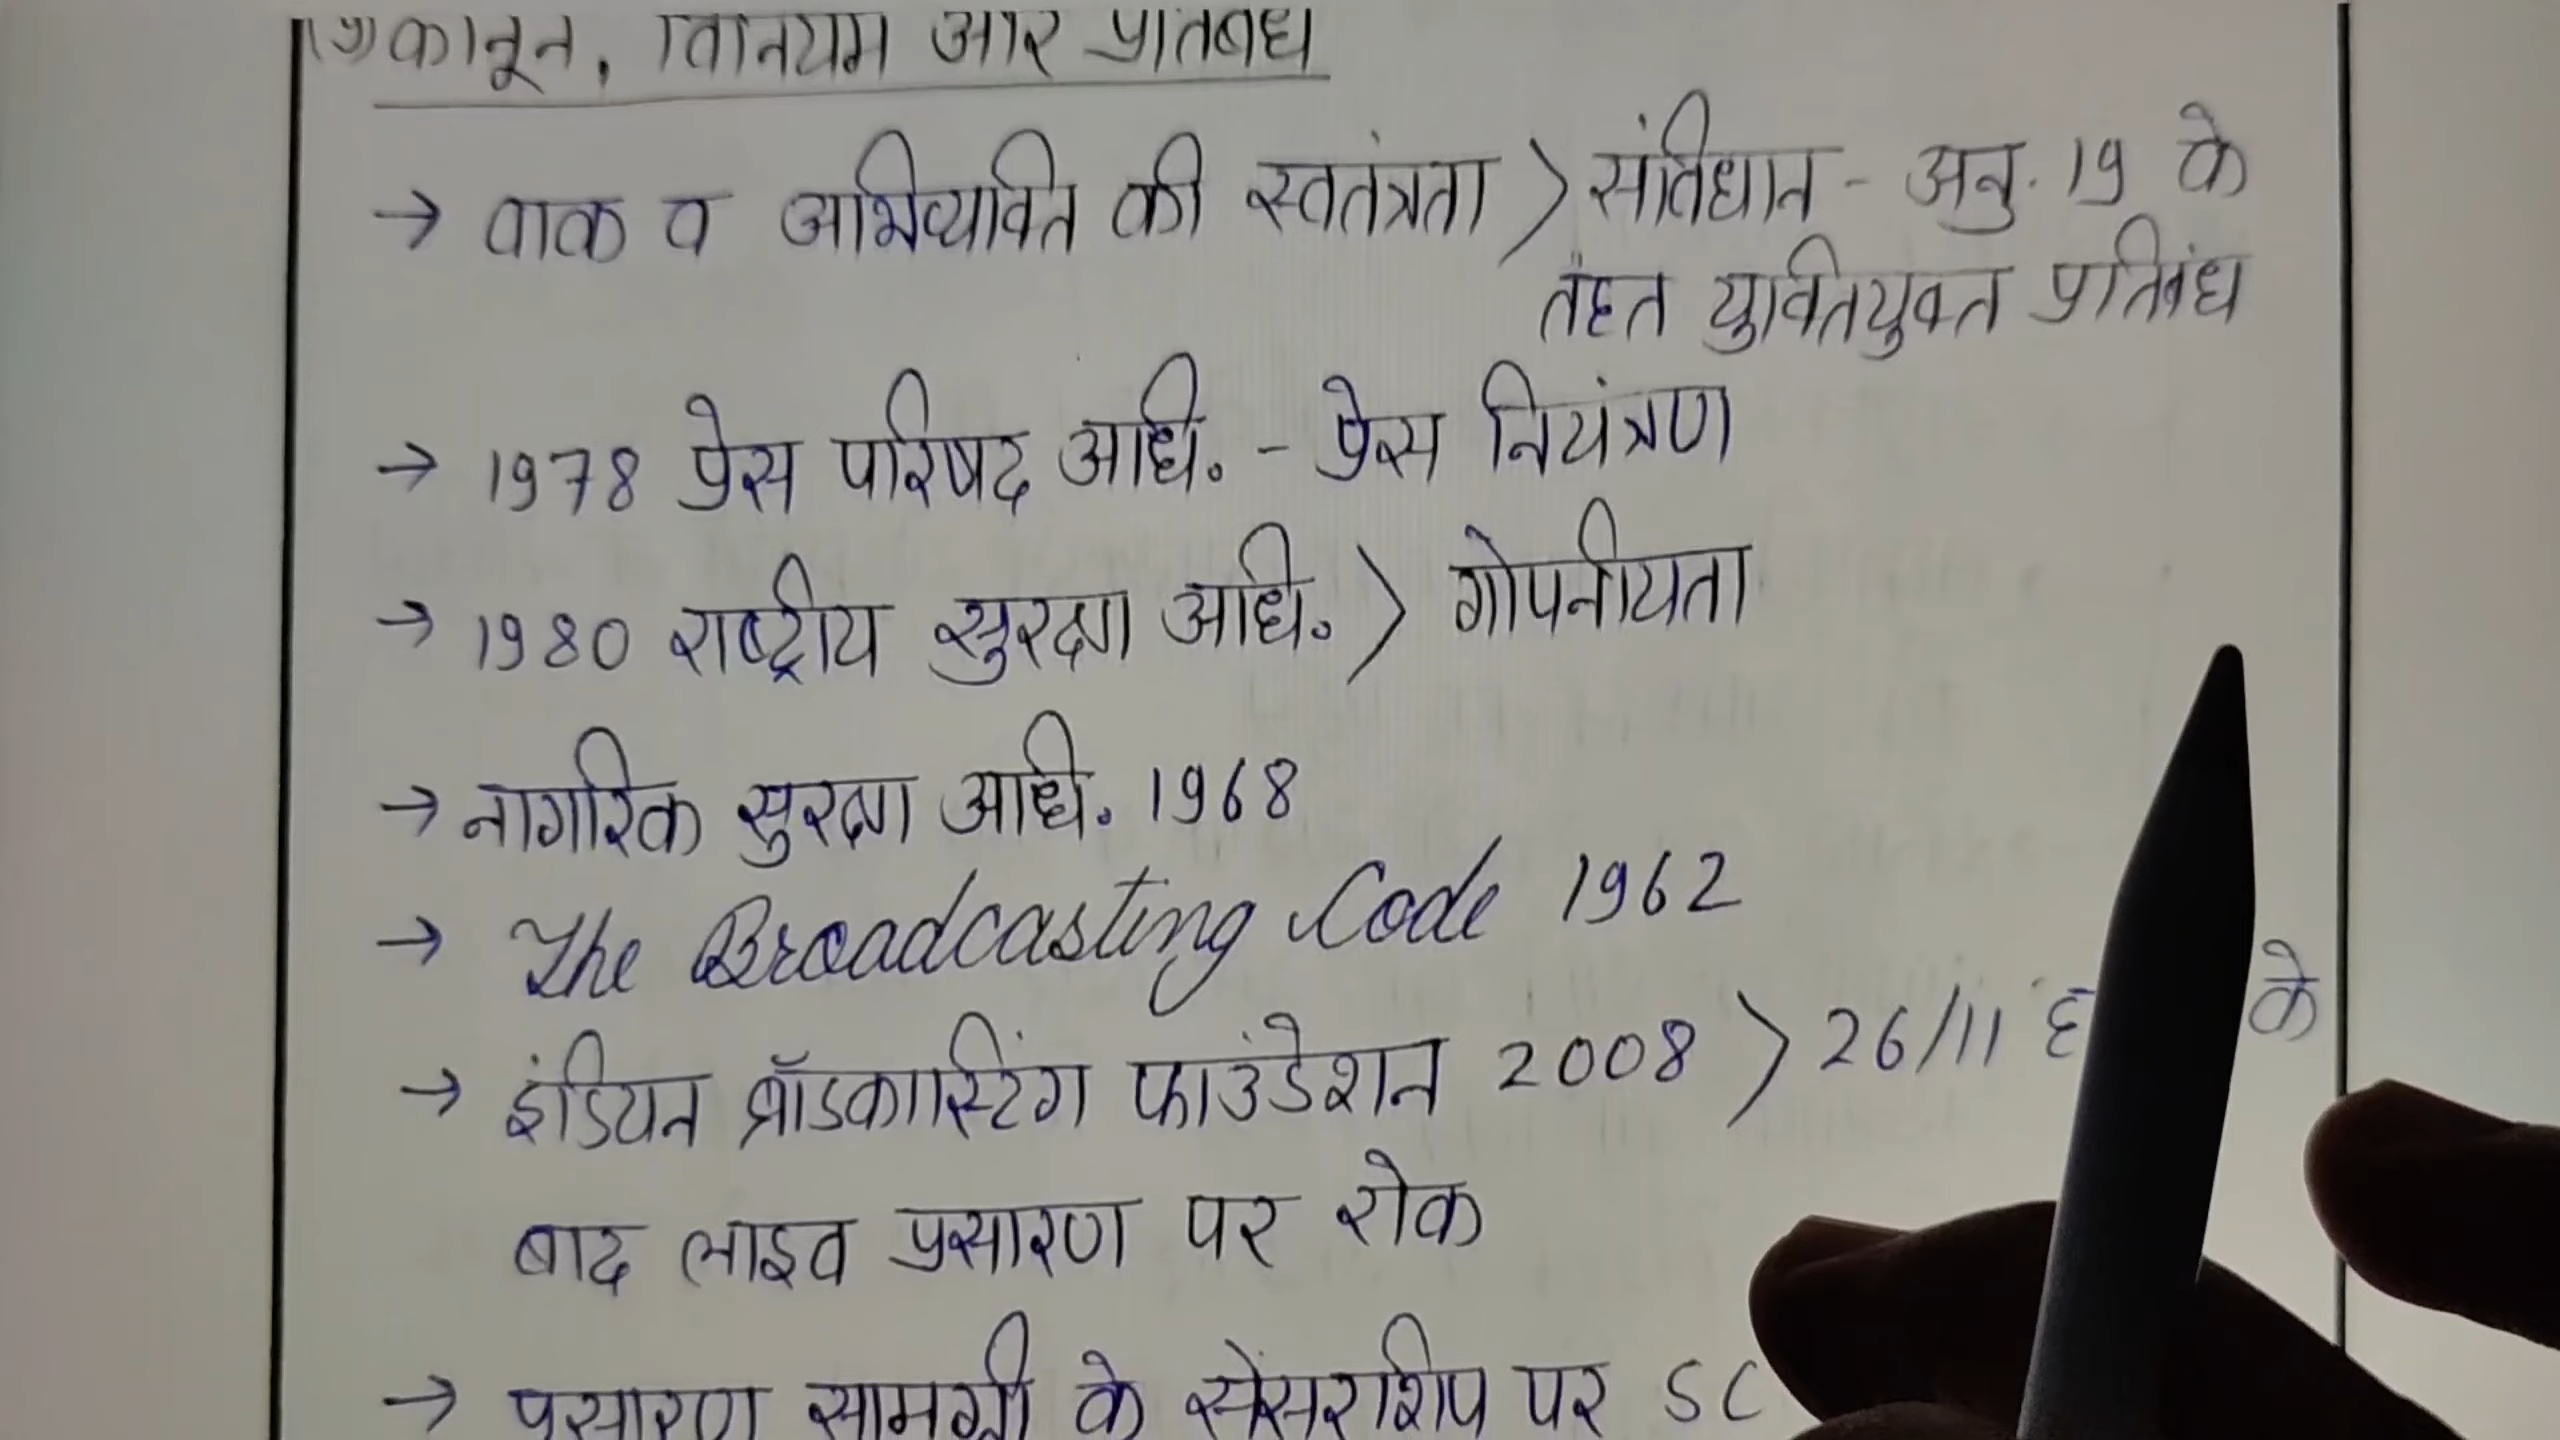 कानून, विनियम और प्रतिबंध
→ वाक व अभिव्यक्ति की स्वतंत्रता > संविधान - अनु. 19 के
तहत युक्तियुक्त प्रतिबंध
→ 1978 प्रेस परिषद अधि. - प्रेस नियंत्रण
→ 1980 राष्ट्रीय सुरक्षा अधि. > गोपनीयता
→ नागरिक सुरक्षा अधि. 1968
→ The Broadcasting Code 1962
→ इंडियन ब्रॉडकास्टिंग फाउंडेशन 2008 > 26/11 के
बाद लाइव प्रसारण पर रोक
→ प्रसारण सामग्री के सेंसरशिप पर SC